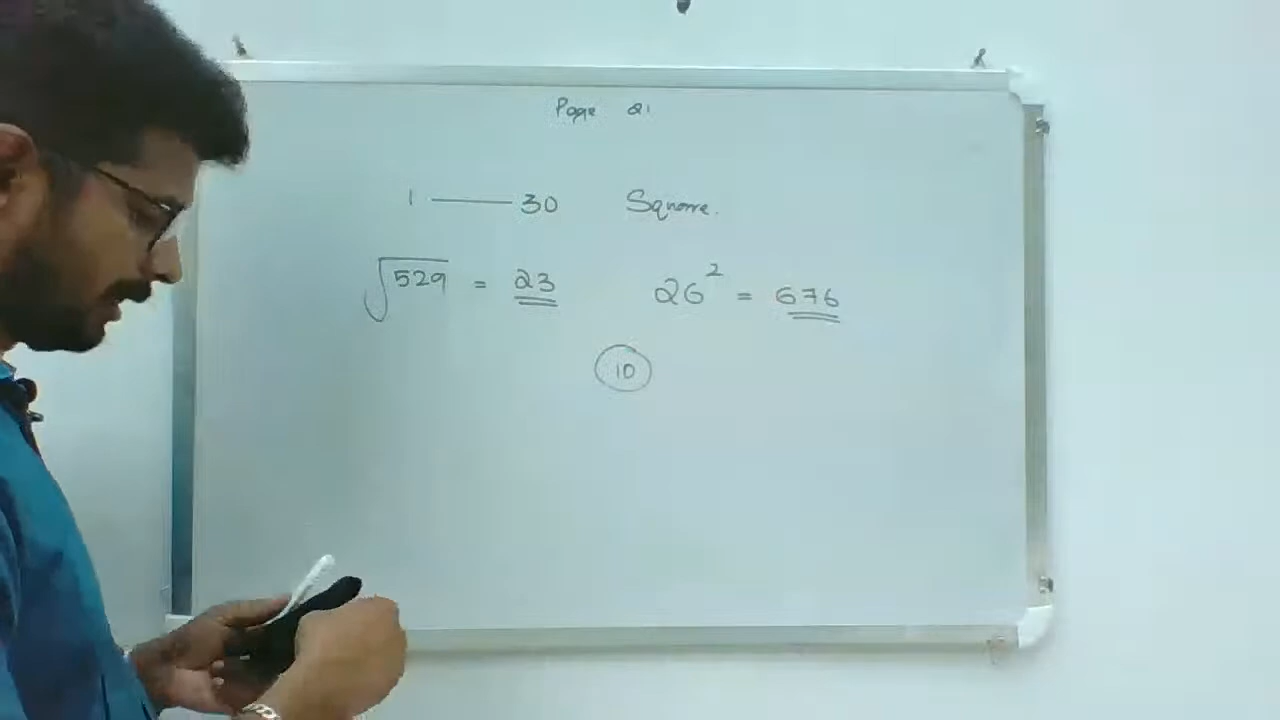 Page 21
1 — 30 Square.
√529 = 23 26² = 676
10